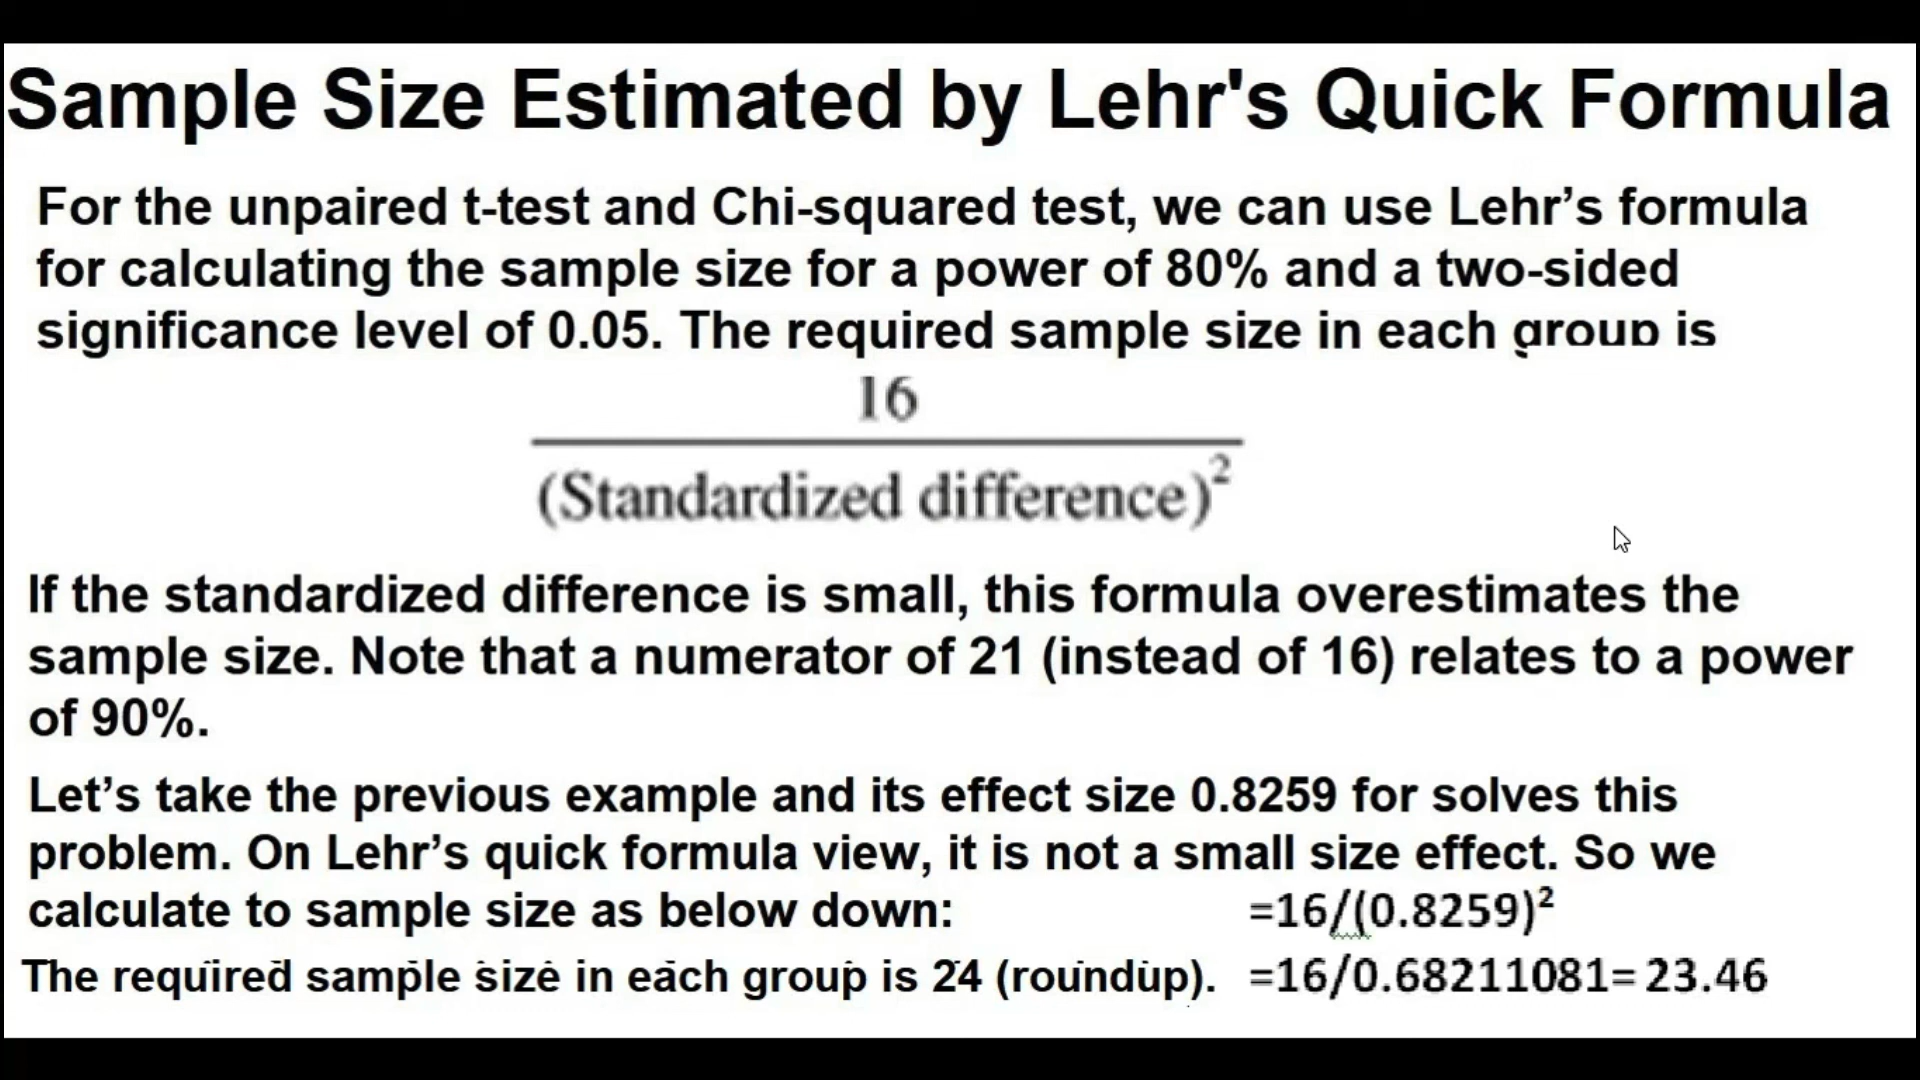 Sample Size Estimated by Lehr's Quick Formula
For the unpaired t-test and Chi-squared test, we can use Lehr’s formula
for calculating the sample size for a power of 80% and a two-sided
significance level of 0.05. The required sample size in each group is
16
(Standardized difference)²
If the standardized difference is small, this formula overestimates the
sample size. Note that a numerator of 21 (instead of 16) relates to a power
of 90%.
Let’s take the previous example and its effect size 0.8259 for solves this
problem. On Lehr’s quick formula view, it is not a small size effect. So we
calculate to sample size as below down: =16/(0.8259)²
The required sample size in each group is 24 (roundup). =16/0.68211081= 23.46